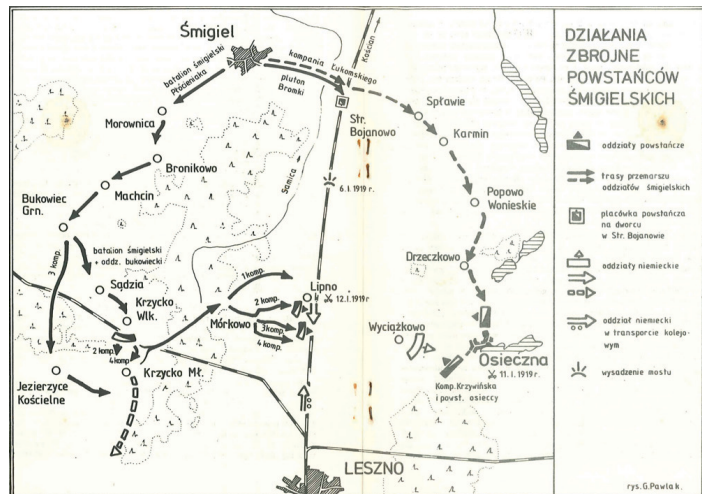 Śmigiel
Kościan
batalion śmigielski
Płócieniaka
kompania Łukomskiego
pluton
Bromki
Morownica
Str.
Bojanowo
Spławie
Karmin
Bronikowo
Machcin
Samica
6.I.1919 r.
Bukowiec
Grn.
Popowo
Wonieskie
3 komp.
batalion śmigielski
+ oddz. bukowiecki
Drzeczkowo
Sądzia
1 komp.
Lipno
12.I.1919 r
2 komp.
Krzycko
Wlk.
Mórkowo
3 komp.
4 komp.
Wyciążkowo
2 komp.
4 komp.
Osieczna
11.I.1919 r.
Krzycko Mł.
Jezierzyce
Kościelne
Komp. Krzywińska
i powst. osieccy
LESZNO
DZIAŁANIA
ZBROJNE
POWSTAŃCÓW
ŚMIGIELSKICH
oddziały powstańcze
trasy przemarszu
oddziałów śmigielskich
placówka powstańcza
na dworcu
w Str. Bojanowie
oddziały niemieckie
oddział niemiecki
w transporcie kolejo-
wym
wysadzenie mostu
rys. G. Pawlak.